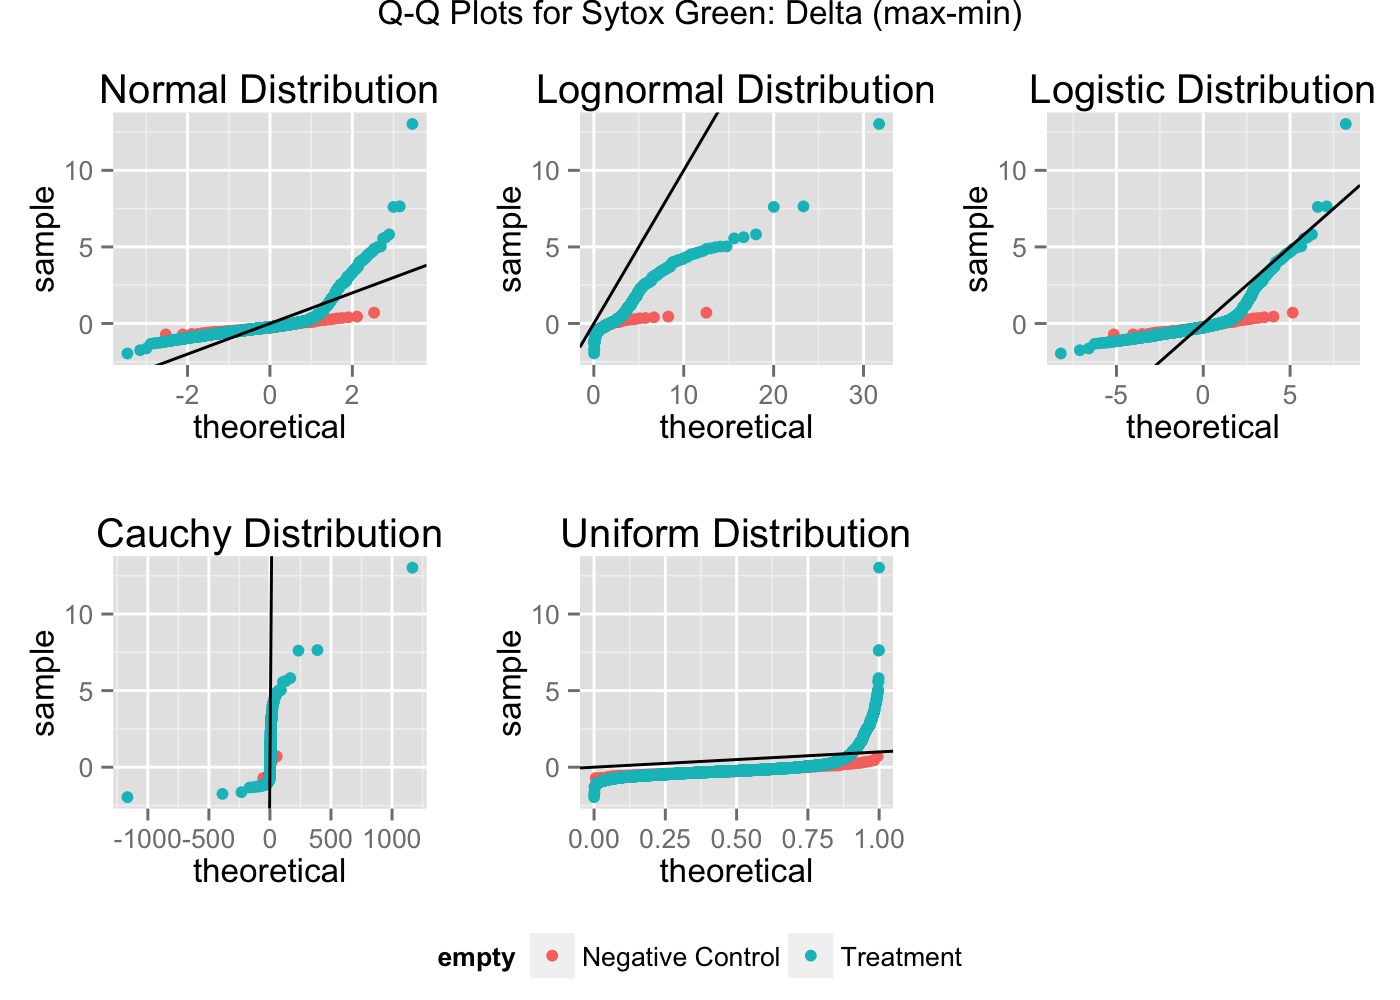 Q-Q Plots for Sytox Green: Delta (max-min)
Normal Distribution
sample
10
5
0
-2 0 2
theoretical
Lognormal Distribution
sample
10
5
0
0 10 20 30
theoretical
Logistic Distribution
sample
10
5
0
-5 0 5
theoretical
Cauchy Distribution
sample
10
5
0
-1000 -500 0 500 1000
theoretical
Uniform Distribution
sample
10
5
0
0.00 0.25 0.50 0.75 1.00
theoretical
empty Negative Control Treatment